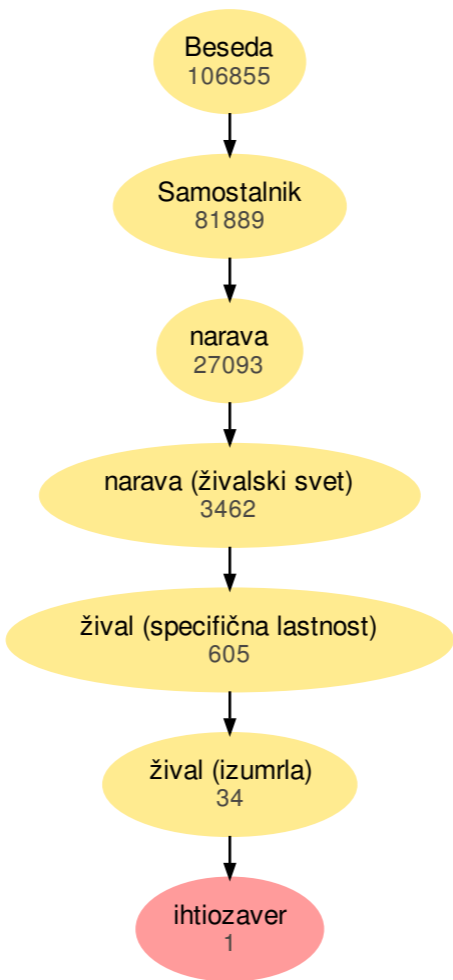 Beseda
106855
Samostalnik
81889
narava
27093
narava (živalski svet)
3462
žival (specifična lastnost)
605
žival (izumrla)
34
ihtiozaver
1